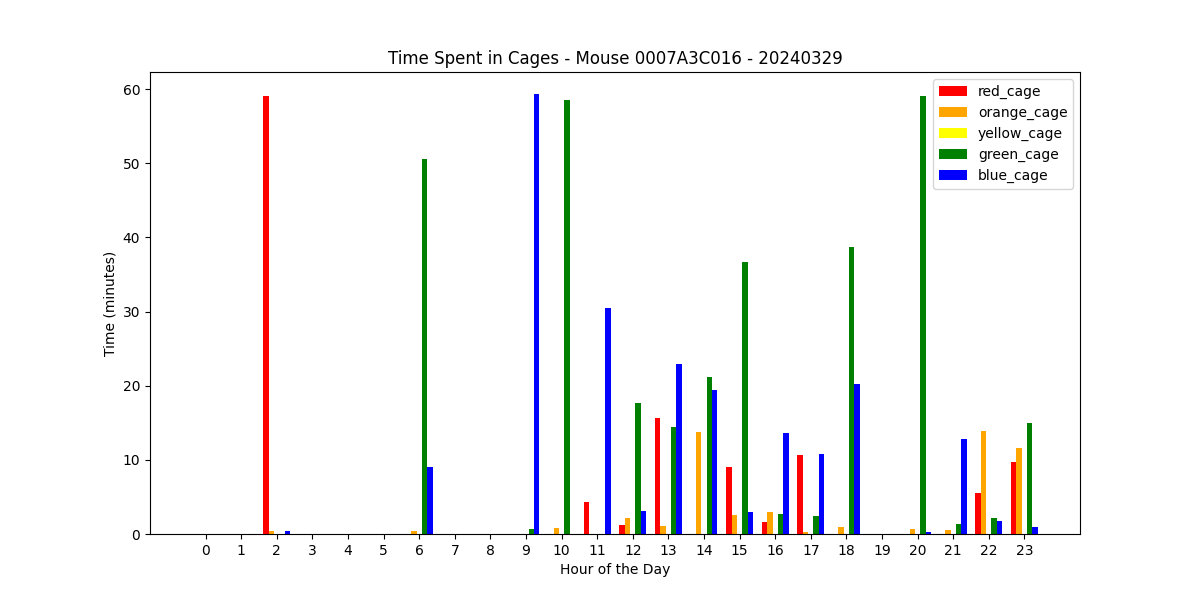 Time Spent in Cages - Mouse 0007A3C016 - 20240329
red_cage
orange_cage
yellow_cage
green_cage
blue_cage
60
50
40
30
20
10
0
Time (minutes)
0 1 2 3 4 5 6 7 8 9 10 11 12 13 14 15 16 17 18 19 20 21 22 23
Hour of the Day